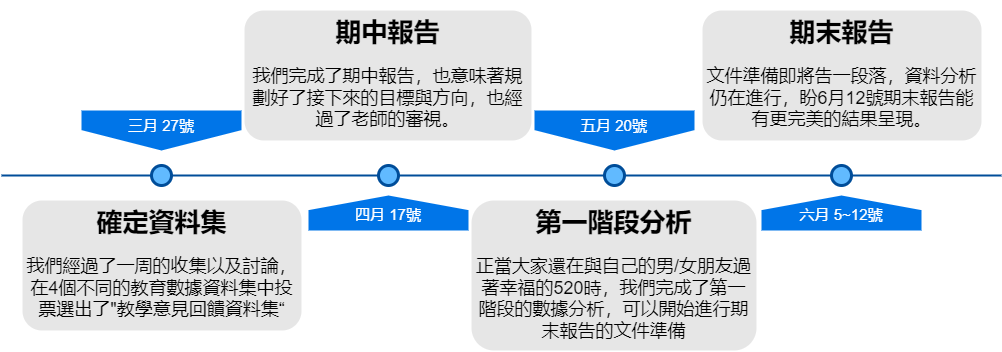 期中報告
我們完成了期中報告，也意味著規
劃好了接下來的目標與方向，也經
過了老師的審視。
期末報告
文件準備即將告一段落，資料分析
仍在進行，盼6月12號期末報告能
有更完美的結果呈現。
三月 27號
五月 20號
四月 17號
六月 5~12號
確定資料集
我們經過了一周的收集以及討論，
在4個不同的教育數據資料集中投
票選出了"教學意見回饋資料集“
第一階段分析
正當大家還在與自己的男/女朋友過
著幸福的520時，我們完成了第一
階段的數據分析，可以開始進行期
末報告的文件準備